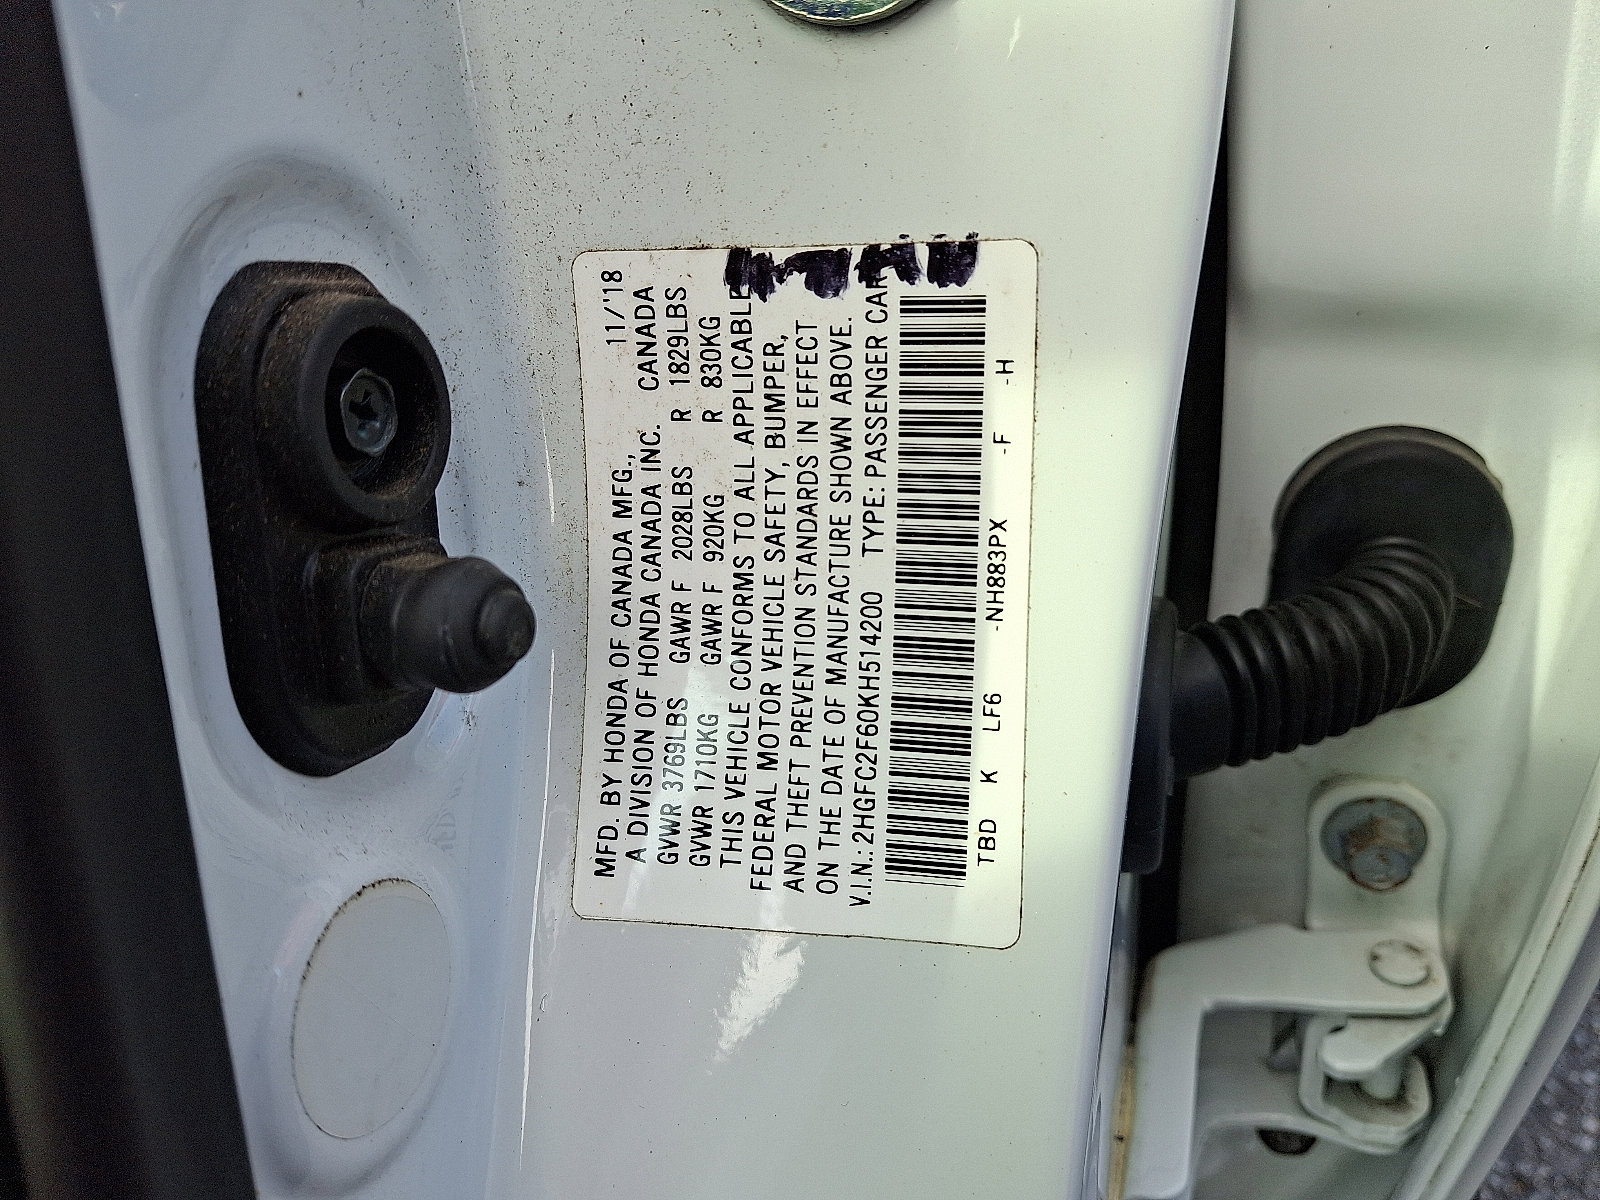 MFD. BY HONDA OF CANADA MFG., 11/'18
A DIVISION OF HONDA CANADA INC. CANADA
GVWR 3769LBS GAWR F 2028LBS R 1829LBS
GVWR 1710KG GAWR F 920KG R 830KG
THIS VEHICLE CONFORMS TO ALL APPLICABLE
FEDERAL MOTOR VEHICLE SAFETY, BUMPER,
AND THEFT PREVENTION STANDARDS IN EFFECT
ON THE DATE OF MANUFACTURE SHOWN ABOVE.
V.I.N.: 2HGFC2F60KH514200 TYPE: PASSENGER CAR
TBD K LF6 -NH883PX -F -H